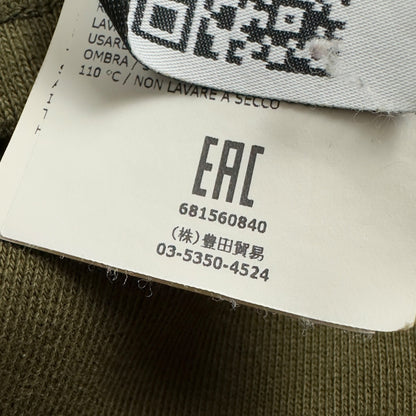 LAV
USARE
OMBRA / S
110 °C / NON LAVARE A SECCO
EAC
681560840
(株)豊田貿易
03-5350-4524